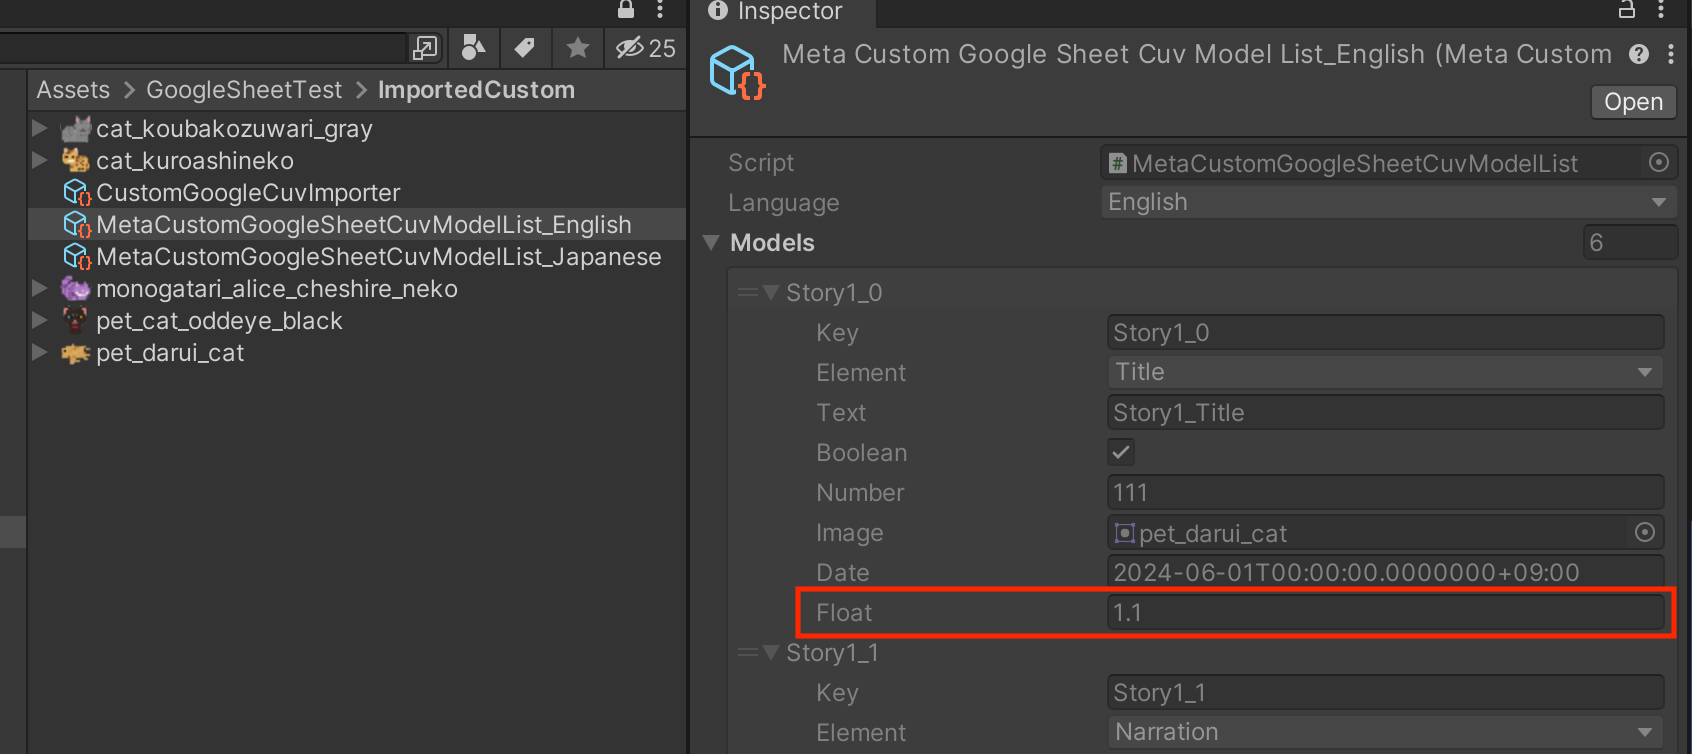 25
Assets > GoogleSheetTest > ImportedCustom
cat_koubakozuwari_gray
cat_kuroashineko
CustomGoogleCuvImporter
MetaCustomGoogleSheetCuvModelList_English
MetaCustomGoogleSheetCuvModelList_Japanese
monogatari_alice_cheshire_neko
pet_cat_oddeye_black
pet_darui_cat
Inspector
Meta Custom Google Sheet Cuv Model List_English (Meta Custom
Open
Script
MetaCustomGoogleSheetCuvModelList
Language
English
Models
6
Story1_0
Key
Story1_0
Element
Title
Text
Story1_Title
Boolean
Number
111
Image
pet_darui_cat
Date
2024-06-01T00:00:00.0000000+09:00
Float
1.1
Story1_1
Key
Story1_1
Element
Narration